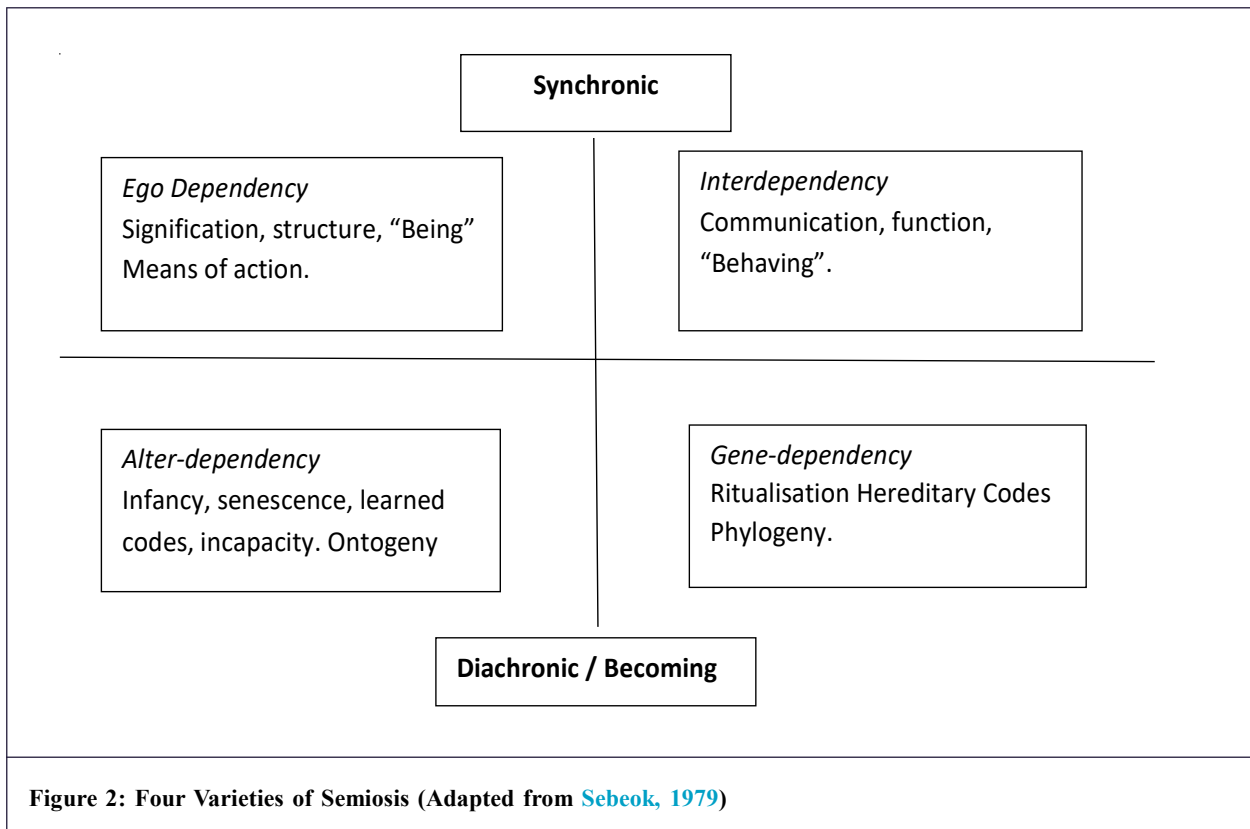 Synchronic
Ego Dependency
Signification, structure, “Being”
Means of action.
Interdependency
Communication, function,
“Behaving”.
Alter-dependency
Infancy, senescence, learned
codes, incapacity. Ontogeny
Gene-dependency
Ritualisation Hereditary Codes
Phylogeny.
Diachronic / Becoming
Figure 2: Four Varieties of Semiosis (Adapted from Sebeok, 1979)